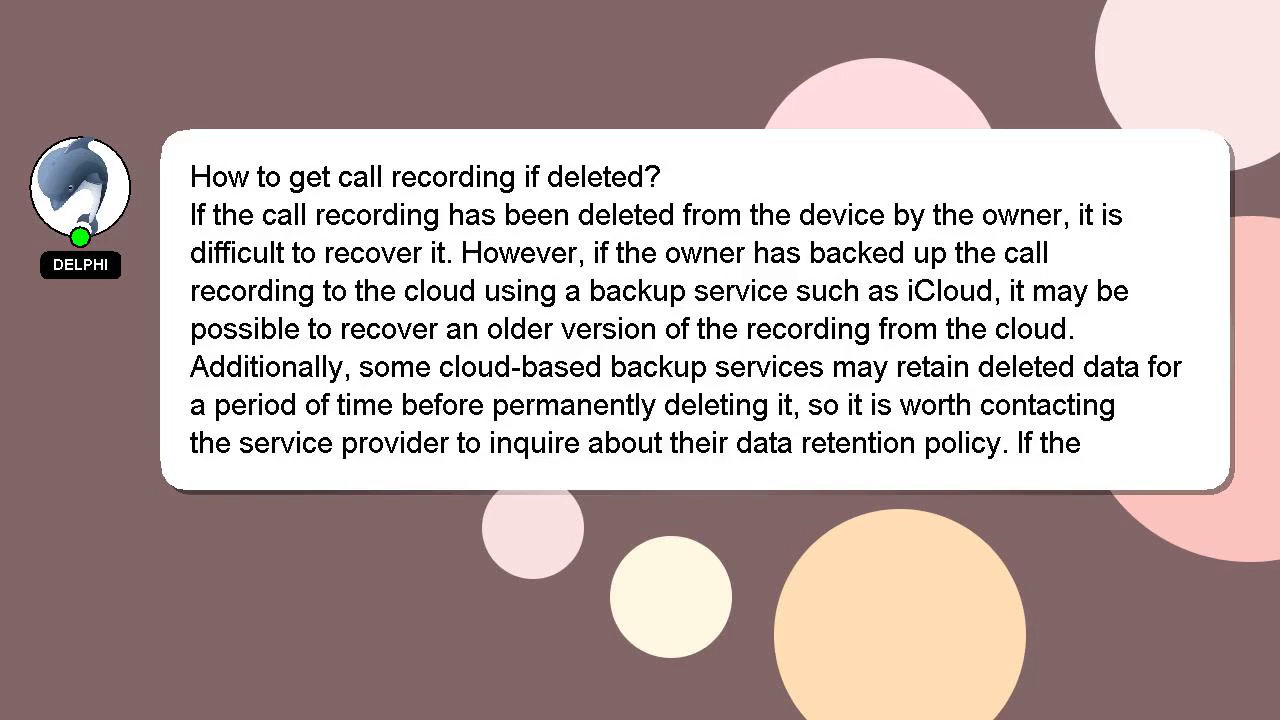 How to get call recording if deleted?
If the call recording has been deleted from the device by the owner, it is
difficult to recover it. However, if the owner has backed up the call
recording to the cloud using a backup service such as iCloud, it may be
possible to recover an older version of the recording from the cloud.
Additionally, some cloud-based backup services may retain deleted data for
a period of time before permanently deleting it, so it is worth contacting
the service provider to inquire about their data retention policy. If the
DELPHI